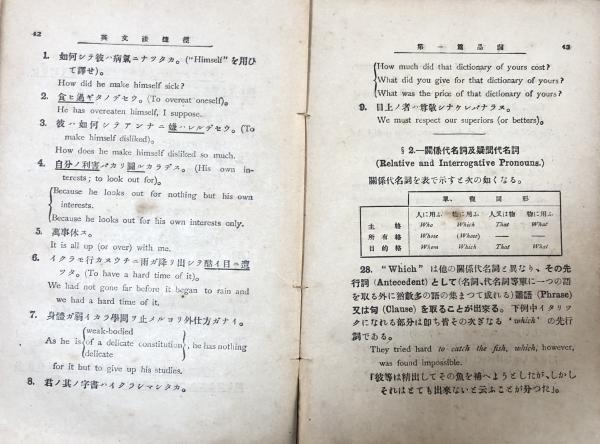 42 英文法鑰授
1. 如何シラ彼ハ病氣ニナツタカ。("Himself" を用ひ
て譯せ)。
How did he make himself sick?
2. 食ヒ過ギタノデセウ。(To overeat oneself).
He has overeaten himself, I suppose.
3. 彼ハ如何シテアンナニ嫌ハレルデセウ。(To
make himself disliked).
How does he make himself disliked so much.
4. 自分ノ利害バカリ圖ルカラデス。(His own in-
terests; to look out for).
Because he looks out for nothing but his own
interests.
Because he looks out for his own interests only.
5. 萬事休ス。
It is all up (or over) with me.
6. イクラモ行カヌウチニ雨ガ降リ出シラ酷イ目ニ遭
ツタ。(To have a hard time of it).
We had not gone far before it began to rain and
we had a hard time of it.
7. 身體ガ弱イカラ學問ヲ止メルヨリ外仕方ガナイ。
weak-bodied
As he is of a delicate constitution, he has nothing
delicate
for it but to give up his studies.
8. 君ノ其ノ字書ハイクラシマシタカ。
第一篇品詞 43
How much did that dictionary of yours cost?
What did you give for that dictionary of yours?
What was the price of that dictionary of yours?
9. 目上ノ者ハ尊敬シナケレバナラヌ。
We must respect our superiors (or betters).
§ 2.—關係代名詞及疑問代名詞
(Relative and Interrogative Pronouns.)
關係代名詞を表で示すと次の如くなる。
單、複同形
人に用ふ 物に用ふ 人又は物 物に用ふ
主格 Who Which That What
所有格 Whose (Whose) — —
目的格 Whom Which That What
28. "Which" は他の關係代名詞と異なり、その先
行詞 (Antecedent) として(名詞、代名詞等單に一つの語
を取る外に猶數多の語の集まつて成れる)連語 (Phrase)
又は句 (Clause) を取ることが出來る。下例中イタリツ
クになれる部分は卽ち皆その次ぎなる 'which' の先行
詞である。
They tried hard to catch the fish, which, however,
was found impossible.
「彼等は精出してその魚を捕へようとしたが、しかし
それはとても出來ないと云ふことが分つた」。